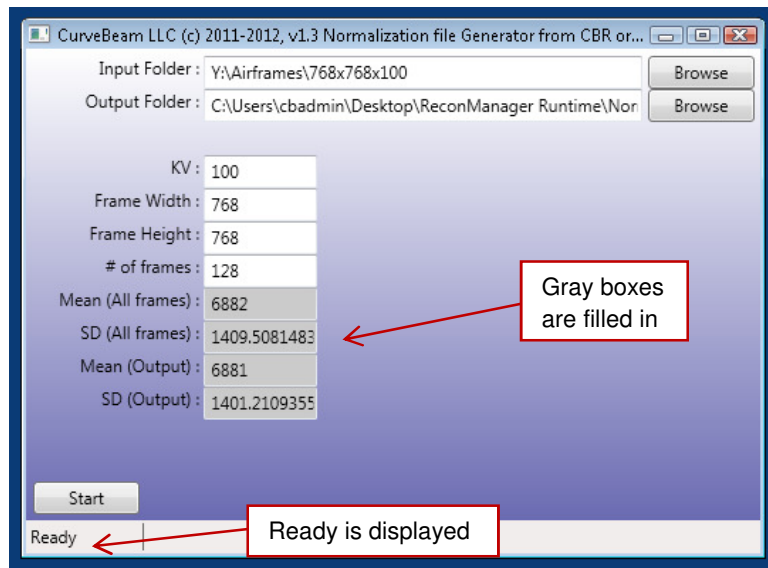 CurveBeam LLC (c) 2011-2012, v1.3 Normalization file Generator from CBR or...
Input Folder : Y:\Airframes\768x768x100 Browse
Output Folder : C:\Users\cbadmin\Desktop\ReconManager Runtime\Nor Browse
KV : 100
Frame Width : 768
Frame Height : 768
# of frames : 128
Mean (All frames) : 6882
SD (All frames) : 1409.5081483
Mean (Output) : 6881
SD (Output) : 1401.2109355
Gray boxes
are filled in
Start
Ready
Ready is displayed